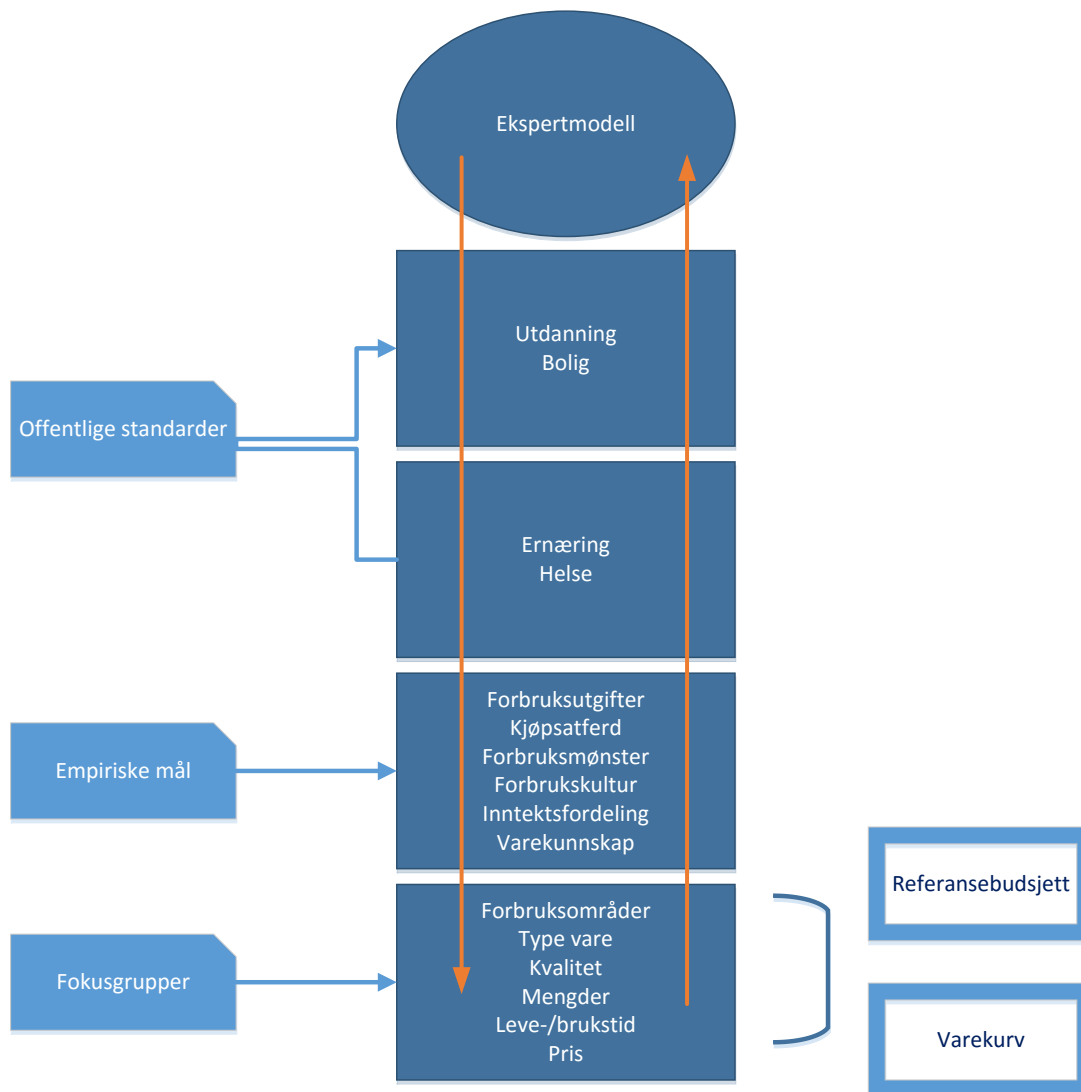 Ekspertmodell
Utdanning
Bolig
Offentlige standarder
Ernæring
Helse
Forbruksutgifter
Kjøpsatferd
Forbruksmønster
Forbrukskultur
Inntektsfordeling
Varekunnskap
Empiriske mål
Forbruksområder
Type vare
Kvalitet
Mengder
Leve-/brukstid
Pris
Fokusgrupper
Referansebudsjett
Varekurv